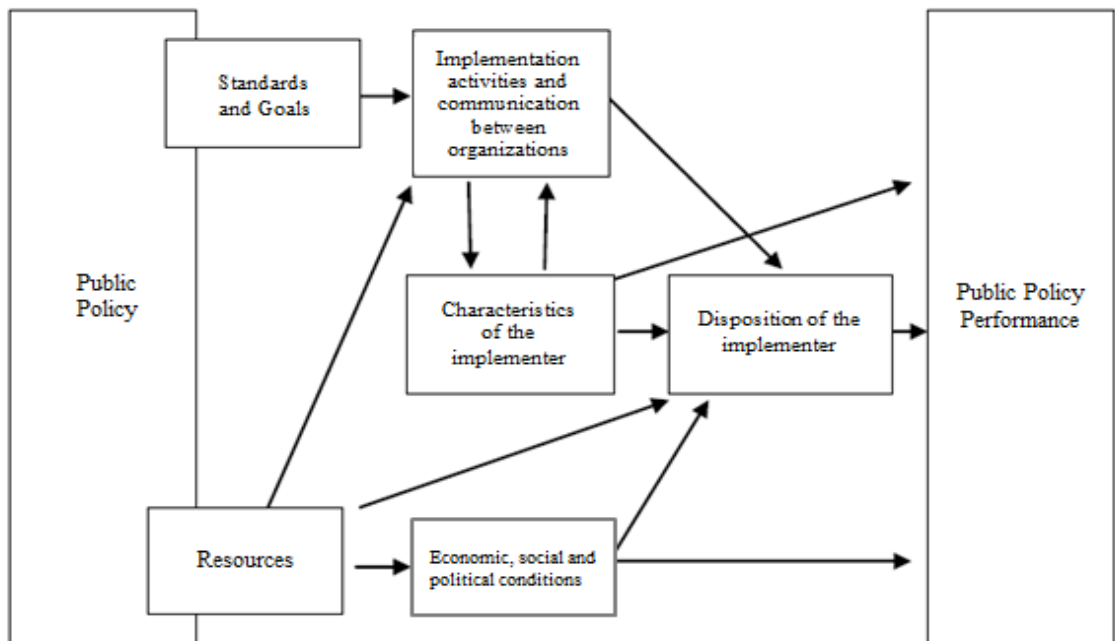 Standards
and Goals
Implementation
activities and
communication
between
organizations
Public
Policy
Characteristics
of the
implementer
Disposition of the
implementer
Public Policy
Performance
Resources
Economic, social and
political conditions